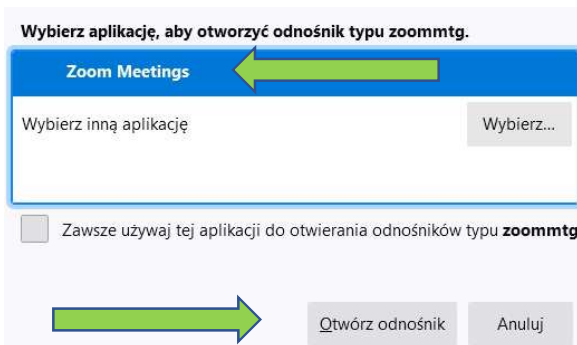 Wybierz aplikację, aby otworzyć odnośnik typu zoommtg.
Zoom Meetings
Wybierz inną aplikację Wybierz...
Zawsze używaj tej aplikacji do otwierania odnośników typu zoommtg
Otwórz odnośnik Anuluj